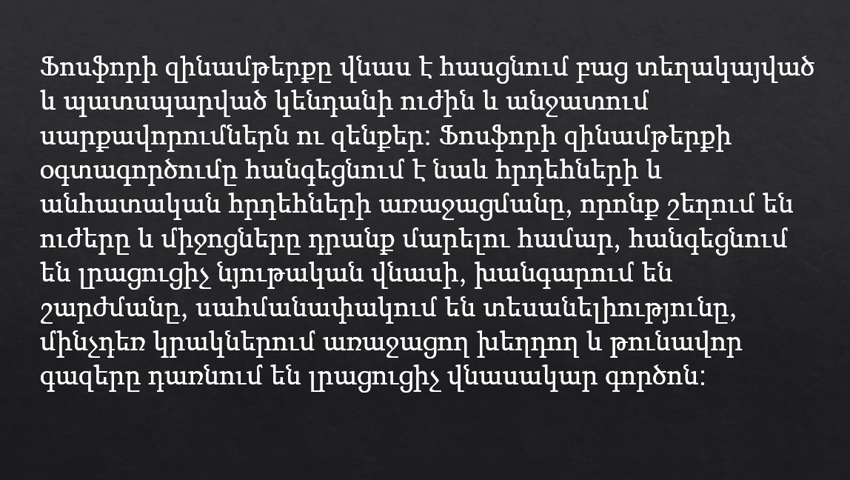 Ֆոսֆորի զինամթերքը վնաս է հասցնում բաց տեղակայված
և պատսպարված կենդանի ուժին և անջատում
սարքավորումներն ու զենքեր: Ֆոսֆորի զինամթերքի
օգտագործումը հանգեցնում է նաև հրդեհների և
անհատական հրդեհների առաջացմանը, որոնք շեղում են
ուժերը և միջոցները դրանք մարելու համար, հանգեցնում
են լրացուցիչ նյութական վնասի, խանգարում են
շարժմանը, սահմանափակում են տեսանելիությունը,
մինչդեռ կրակներում առաջացող խեղդող և թունավոր
գազերը դառնում են լրացուցիչ վնասակար գործոն: